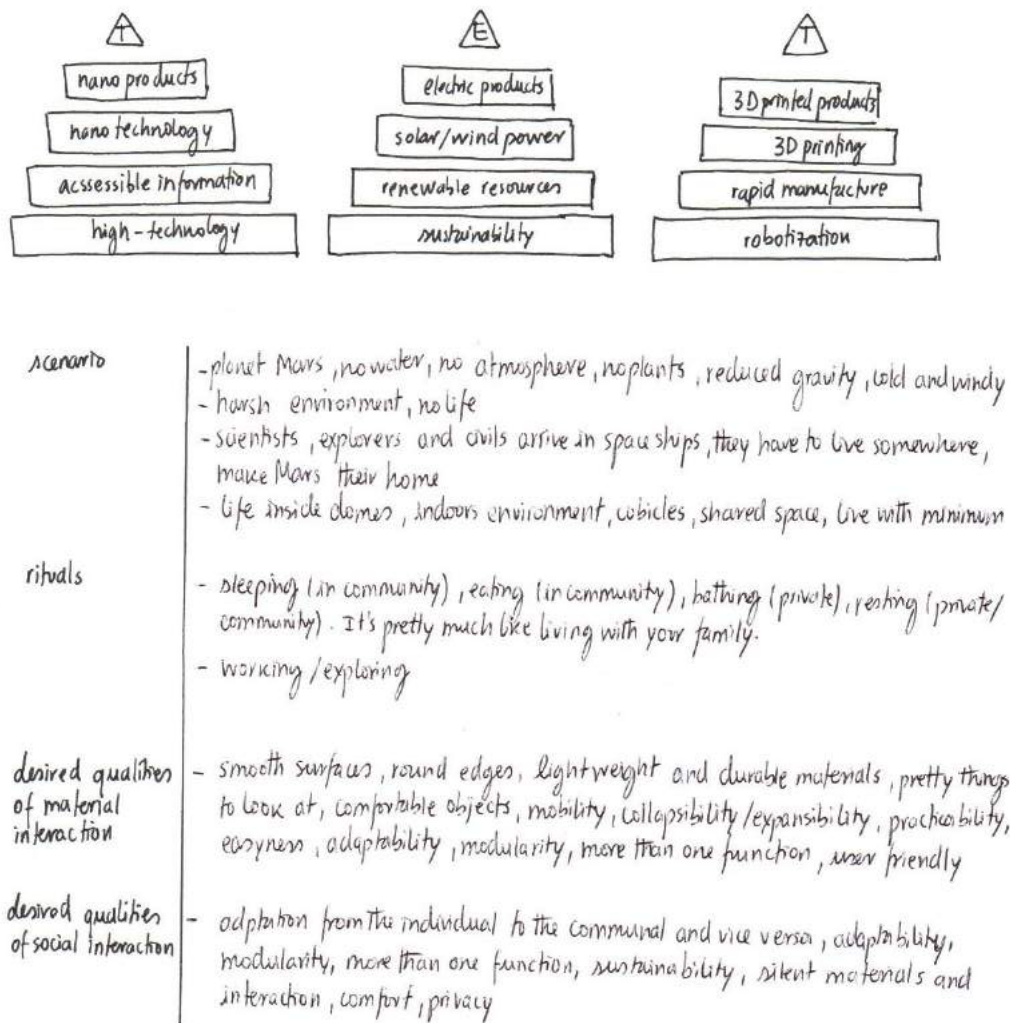 T
nano products
nano technology
acssessible information
high-technology
E
electric products
solar/wind power
renewable resources
sustainability
T
3D printed products
3D printing
rapid manufacture
robotization
scenario
- planet Mars, no water, no atmosphere, no plants, reduced gravity, cold and windy
- harsh environment, no life
- scientists, explorers and civils arrive in space ships, they have to live somewhere,
make Mars their home
- life inside domes, indoors environment, cubicles, shared space, live with minimum
rituals
- sleeping (in community), eating (in community), bathing (private), resting (private/
community). It's pretty much like living with your family.
- working/exploring
desired qualities
of material
interaction
- smooth surfaces, round edges, lightweight and durable materials, pretty things
to look at, comfortable objects, mobility, collapsibility/expansibility, practicability,
easyness, adaptability, modularity, more than one function, user friendly
desired qualities
of social interaction
- adptation from the individual to the communal and vice versa, adaptability,
modularity, more than one function, sustainability, silent materials and
interaction, comfort, privacy